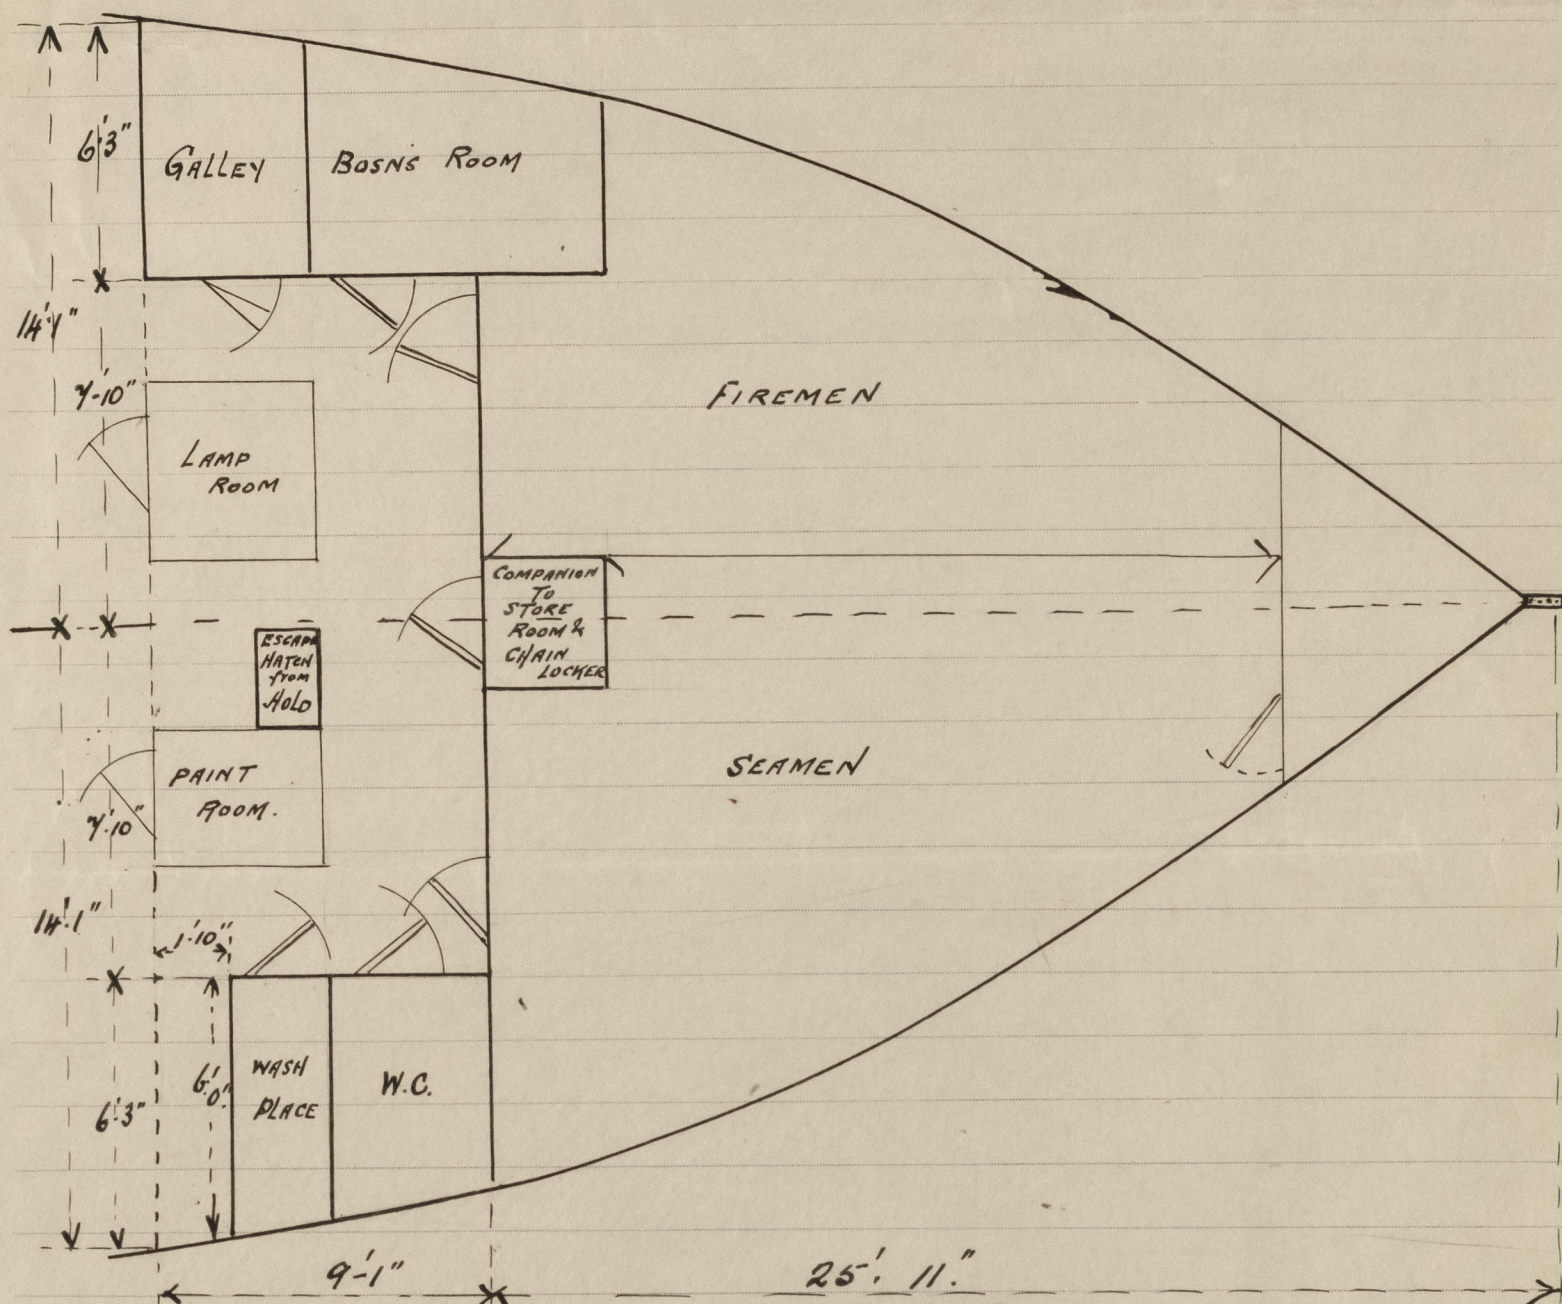 6'3"
GALLEY
BOSNS ROOM
14'1"
7'-10"
FIREMEN
LAMP
ROOM
COMPANION
TO
STORE
ROOM &
CHAIN
LOCKER
ESCAPE
HATCH
from
HOLD
PAINT
ROOM.
SEAMEN
7'.10"
14'.1"
1'.10"
6'.0"
WASH
PLACE
W.C.
6'.3"
9'-1"
25'. 11."